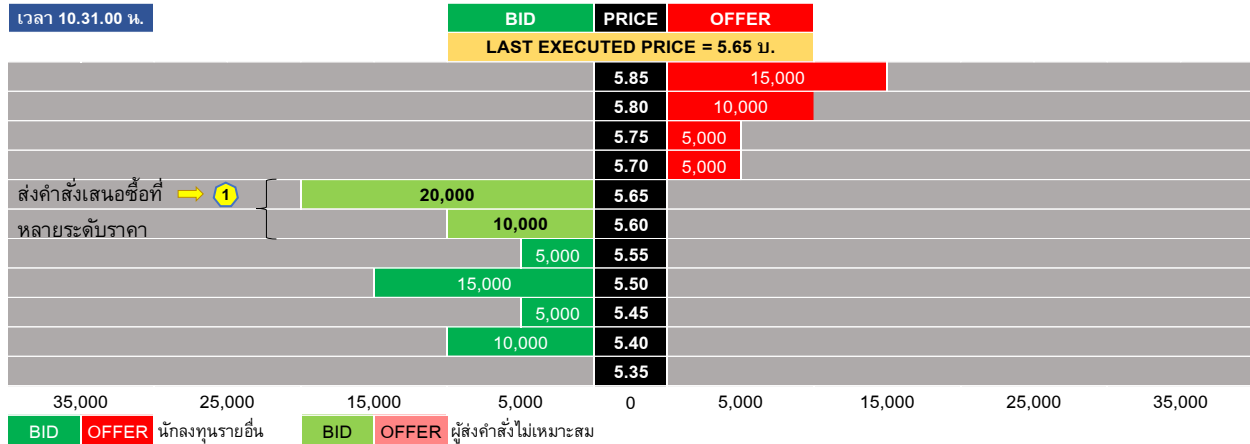 เวลา 10.31.00 น.
BID PRICE OFFER
LAST EXECUTED PRICE = 5.65 บ.
5.85 15,000
5.80 10,000
5.75 5,000
5.70 5,000
ส่งคำสั่งเสนอซื้อที่ 1 20,000 5.65
หลายระดับราคา 10,000 5.60
5,000 5.55
15,000 5.50
5,000 5.45
10,000 5.40
5.35
35,000 25,000 15,000 5,000 0 5,000 15,000 25,000 35,000
BID OFFER นักลงทุนรายอื่น BID OFFER ผู้ส่งคำสั่งไม่เหมาะสม